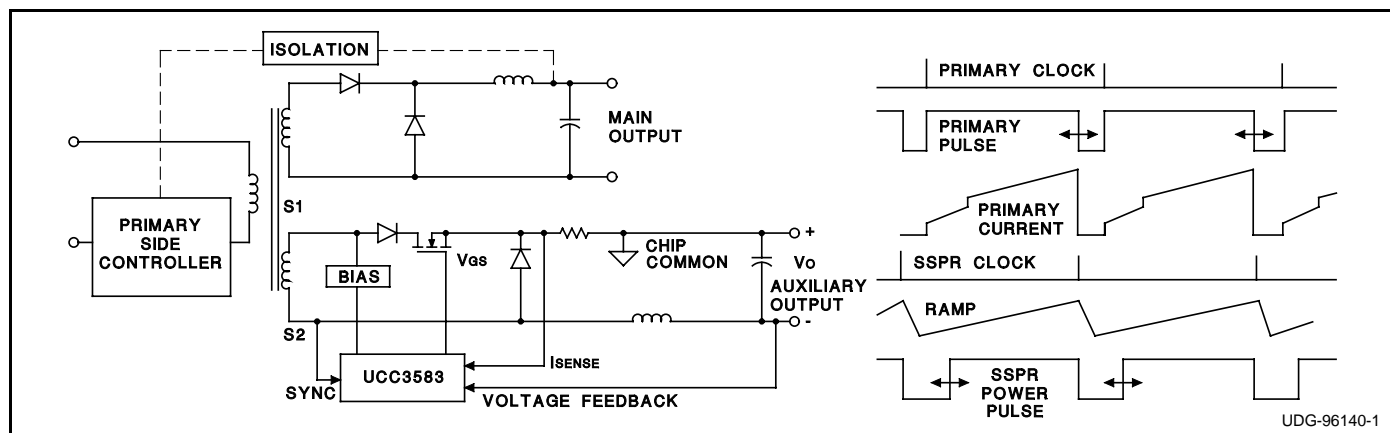 ISOLATION
MAIN
OUTPUT
S1
PRIMARY
SIDE
CONTROLLER
VGS
CHIP
COMMON
+
VO
AUXILIARY
OUTPUT
-
BIAS
S2
ISENSE
UCC3583
SYNC
VOLTAGE FEEDBACK
PRIMARY CLOCK
PRIMARY
PULSE
PRIMARY
CURRENT
SSPR CLOCK
RAMP
SSPR
POWER
PULSE
UDG-96140-1